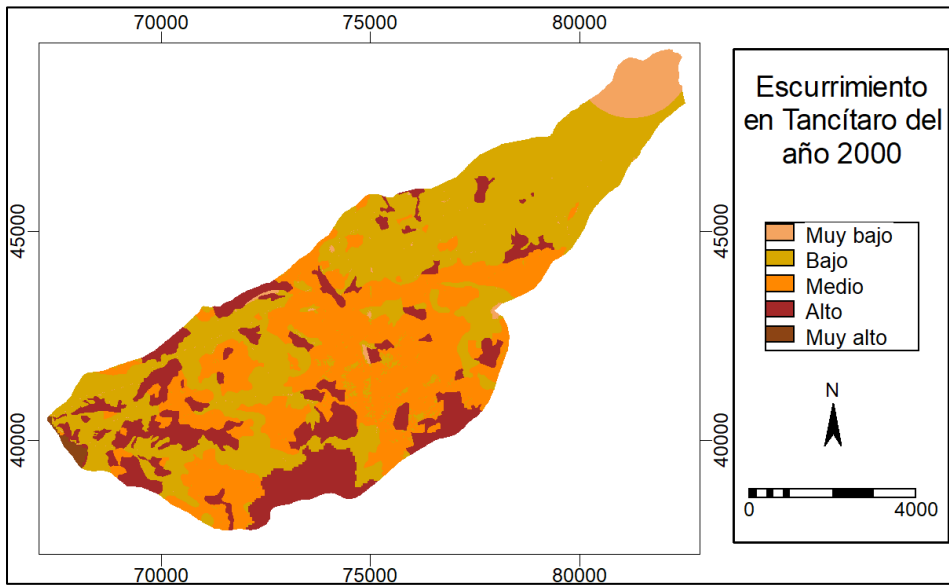 70000 75000 80000
45000 45000
40000 40000
70000 75000 80000
Escurrimiento
en Tancítaro del
año 2000
Muy bajo
Bajo
Medio
Alto
Muy alto
N
0 4000